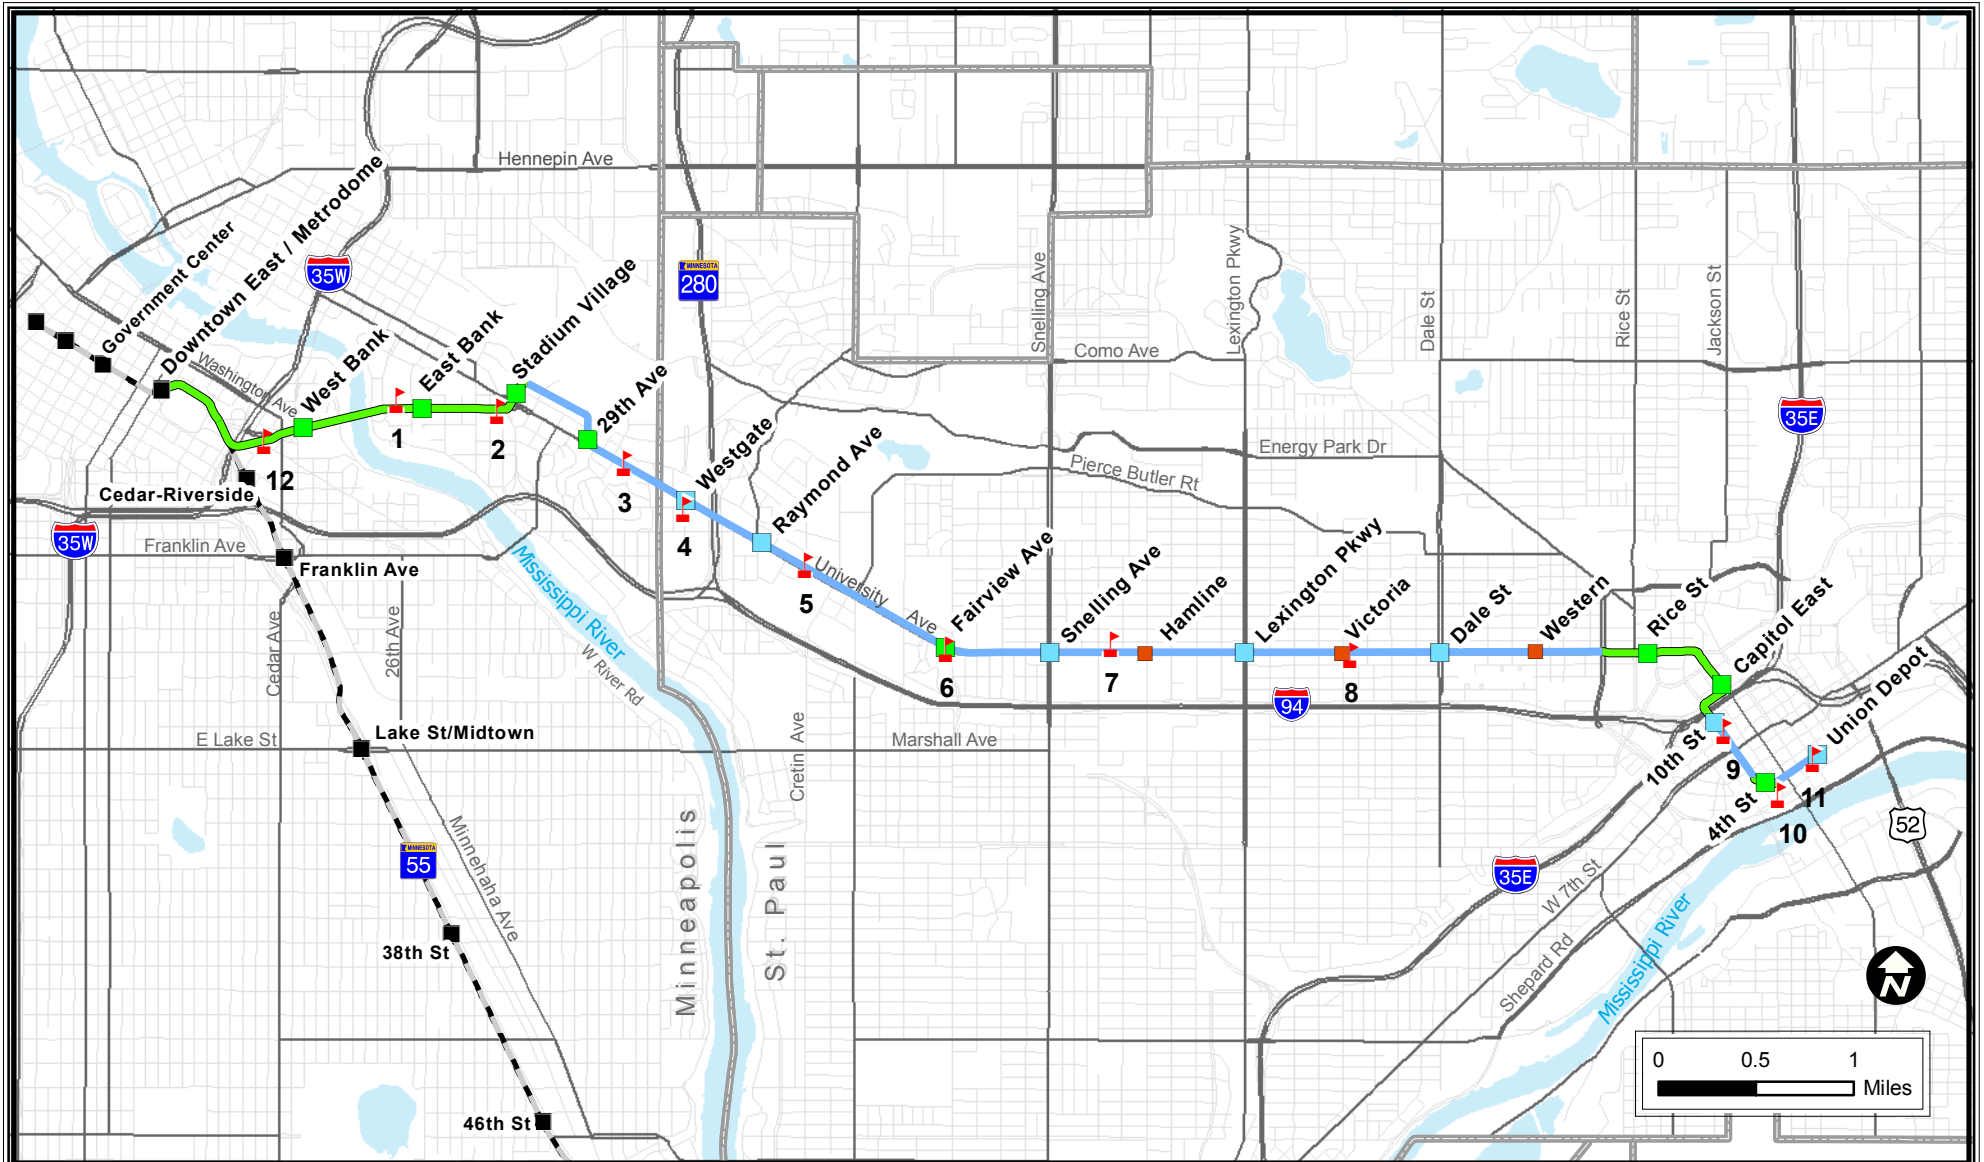 Hennepin Ave
Downtown East / Metrodome
Government Center
35W
MINNESOTA
280
Stadium Village
East Bank
West Bank
Washington Ave
29th Ave
Snelling Ave
Lexington Pkwy
Dale St
Rice St
Jackson St
Como Ave
35E
1
2
3
12
Westgate
Raymond Ave
Energy Park Dr
Pierce Butler Rt
Cedar-Riverside
35W
Franklin Ave
Franklin Ave
4
5
University Ave
Mississippi River
W River Rd
Cedar Ave
26th Ave
Fairview Ave
Snelling Ave
Hamline
Lexington Pkwy
Victoria
Dale St
Western
Rice St
Capitol East
Union Depot
6
7
8
94
10th St
9
4th St
11
10
E Lake St
Lake St/Midtown
Marshall Ave
Cretin Ave
Minneapolis
St. Paul
52
MINNESOTA
55
Minnehaha Ave
38th St
35E
W 7th St
Shepard Rd
Mississippi River
N
46th St
0 0.5 1
Miles